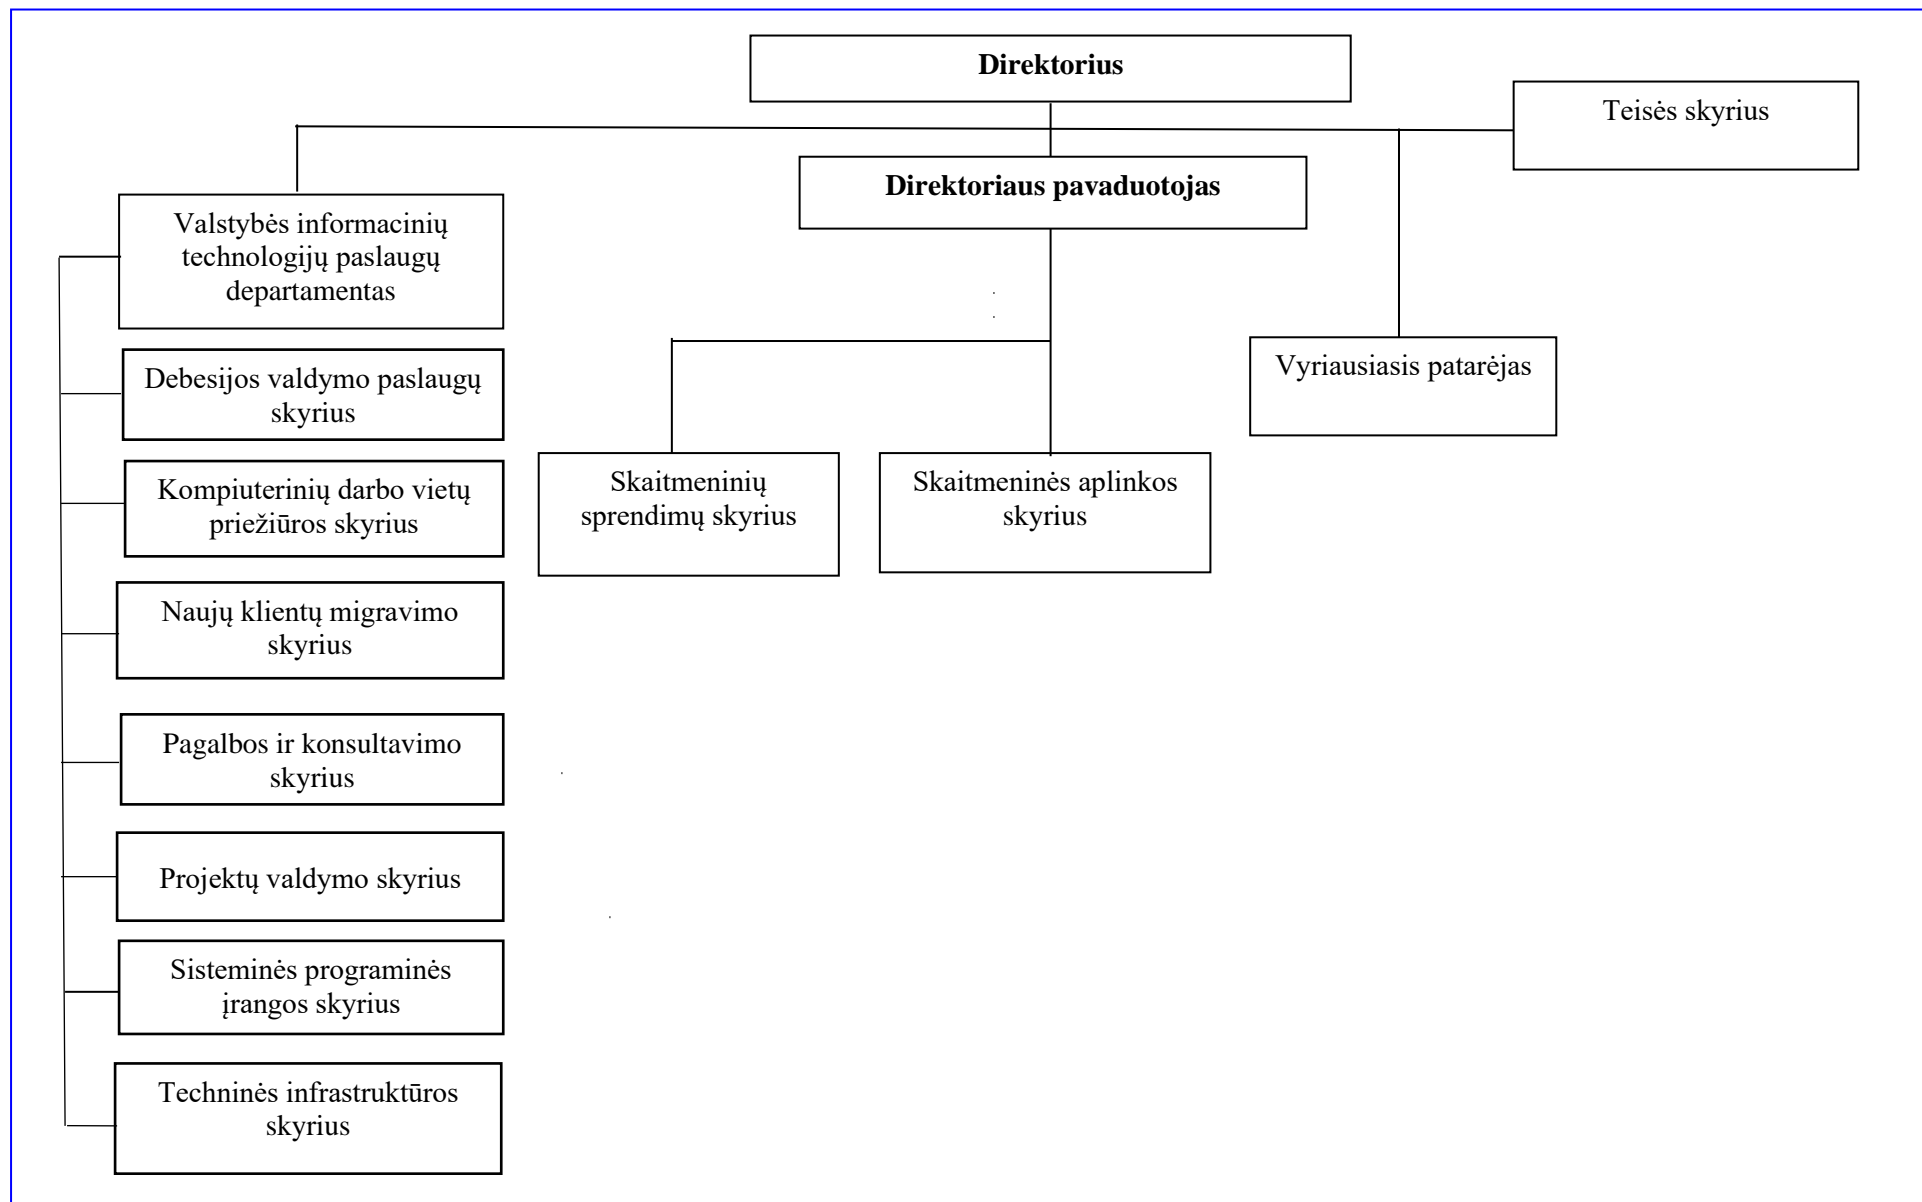 Direktorius
Teisės skyrius
Direktoriaus pavaduotojas
Valstybės informacinių
technologijų paslaugų
departamentas
Vyriausiasis patarėjas
Debesijos valdymo paslaugų
skyrius
Kompiuterinių darbo vietų
priežiūros skyrius
Skaitmeninių
sprendimų skyrius
Skaitmeninės aplinkos
skyrius
Naujų klientų migravimo
skyrius
Pagalbos ir konsultavimo
skyrius
Projektų valdymo skyrius
Sisteminės programinės
įrangos skyrius
Techninės infrastruktūros
skyrius